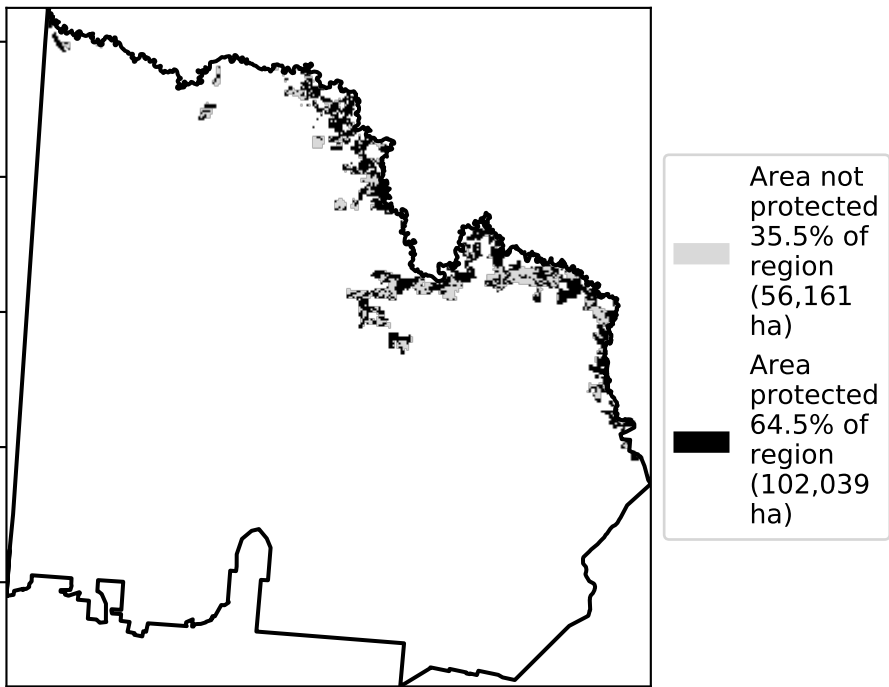 Area not
protected
35.5% of
region
(56,161
ha)
Area
protected
64.5% of
region
(102,039
ha)